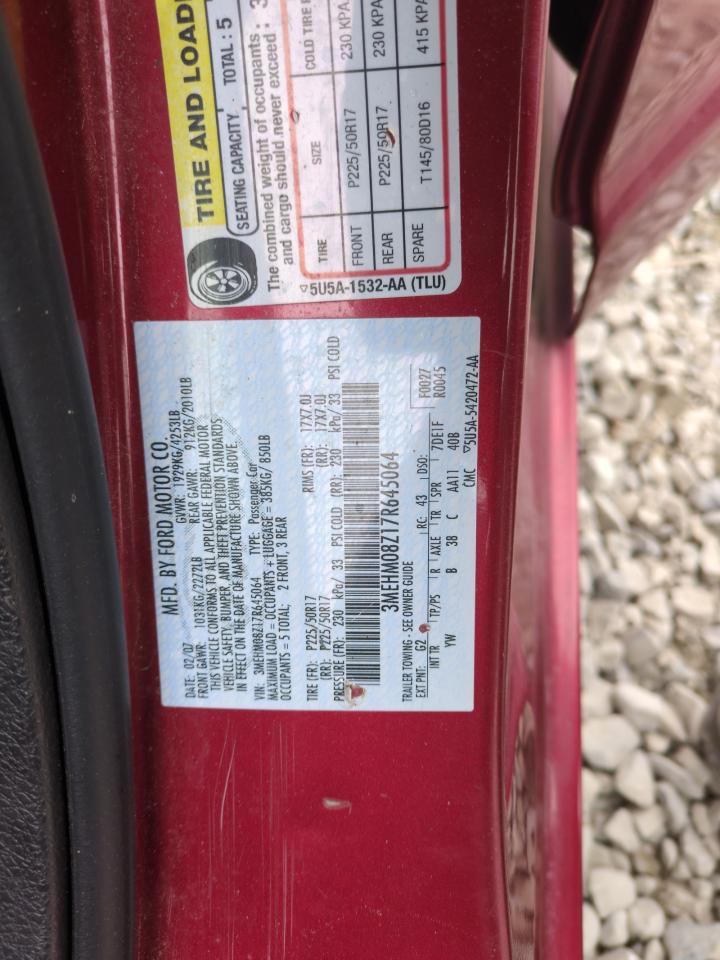 TIRE AND LOADI
SEATING CAPACITY
TOTAL : 5
The combined weight of occupants
and cargo should never exceed : 3
TIRE SIZE COLD TIRE
FRONT P225/50R17 230 KPA
REAR P225/50R17 230 KPA
SPARE T145/80D16 415 KPA
5U5A-1532-AA (TLU)
MFD. BY FORD MOTOR CO.
DATE: 02/07 GVWR: 1929KG/4253LB
FRONT GAWR: 1031KG/2272LB REAR GAWR: 912KG/2010LB
THIS VEHICLE CONFORMS TO ALL APPLICABLE FEDERAL MOTOR
VEHICLE SAFETY, BUMPER, AND THEFT PREVENTION STANDARDS
IN EFFECT ON THE DATE OF MANUFACTURE SHOWN ABOVE.
VIN: 3MEHM08Z17R645064 TYPE: Passenger Car
MAXIMUM LOAD = OCCUPANTS + LUGGAGE = 385KG/ 850LB
OCCUPANTS = 5 TOTAL: 2 FRONT, 3 REAR
TIRE (FR): P225/50R17 RIMS (FR): 17X7.0J
(RR): P225/50R17 (RR): 17X7.0J
PRESSURE (FR): 230 kPa/ 33 PSI COLD (RR): 230 kPa/ 33 PSI COLD
3MEHM08Z17R645064
TRAILER TOWING - SEE OWNER GUIDE
F0027
R0045
EXT PNT: G2 RC: 43 DSO:
INT TR TP/PS R AXLE TR SPR 7DE1F
YW B 3B C AA11 40B
CMC 5U5A-5420472-AA